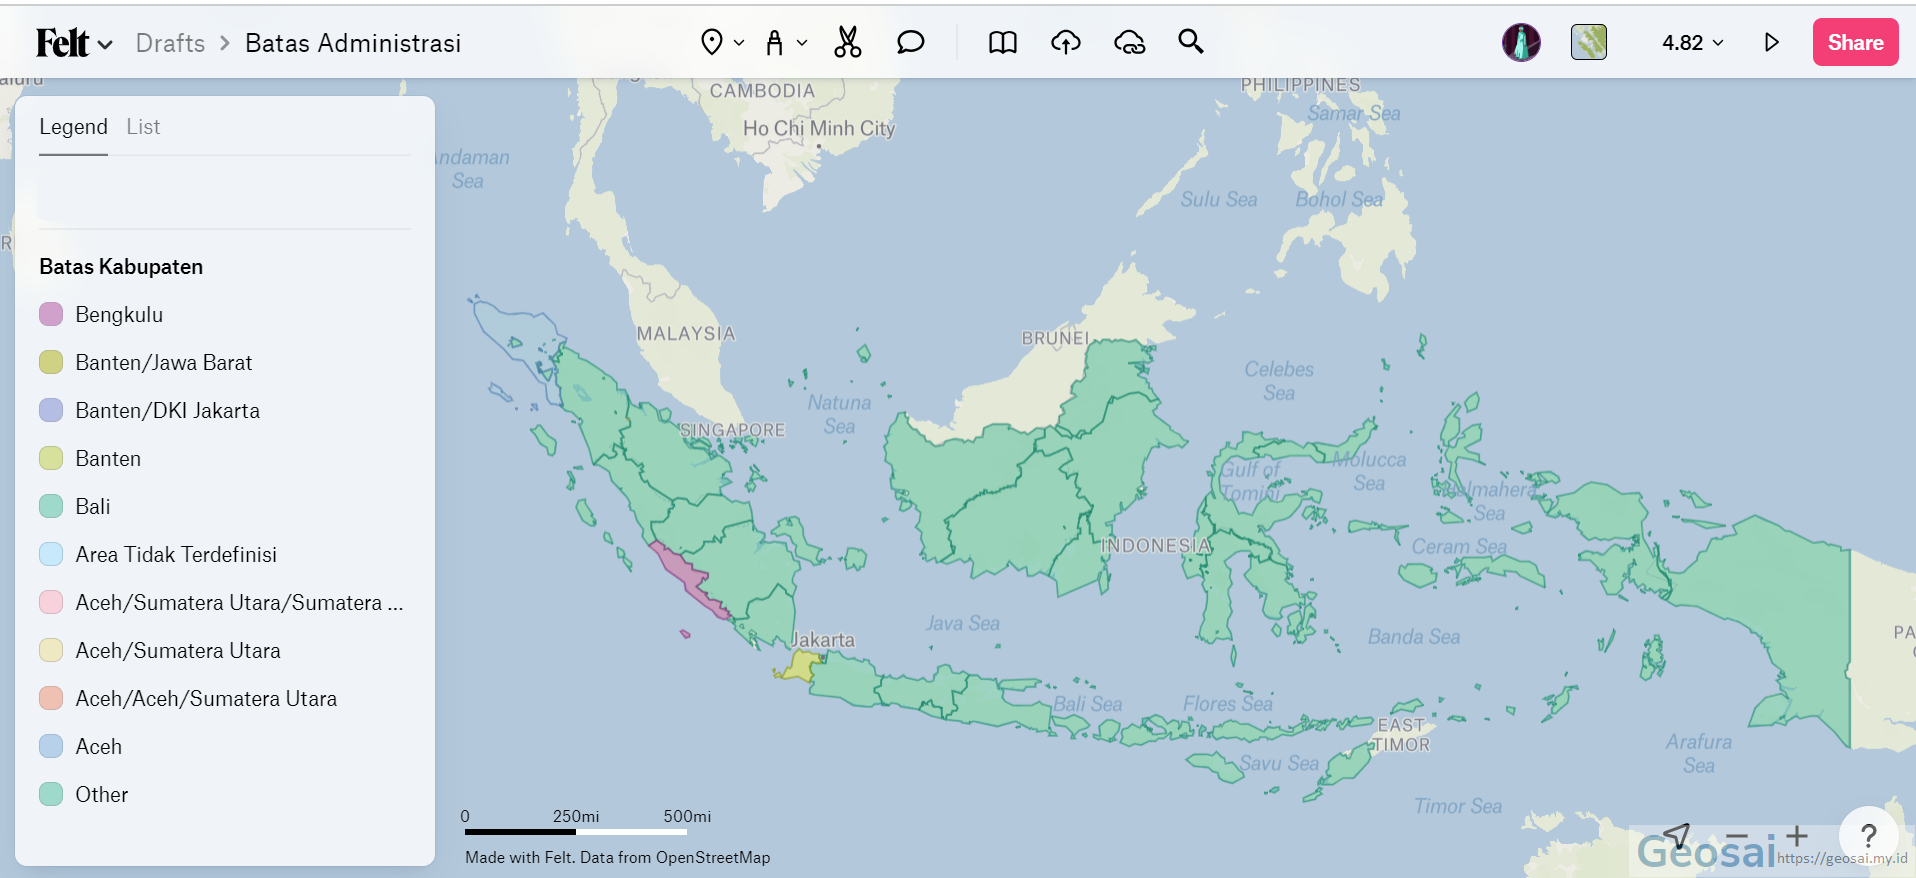 Felt
Drafts > Batas Administrasi
4.82
Share
Legend
List
Batas Kabupaten
Bengkulu
Banten/Jawa Barat
Banten/DKI Jakarta
Banten
Bali
Area Tidak Terdefinisi
Aceh/Sumatera Utara/Sumatera ...
Aceh/Sumatera Utara
Aceh/Aceh/Sumatera Utara
Aceh
Other
CAMBODIA
Ho Chi Minh City
PHILIPPINES
Samar Sea
Sulu Sea
Bohol Sea
MALAYSIA
BRUNEI
Celebes
Sea
Natuna
Sea
SINGAPORE
Gulf of
Tomini
Molucca
Sea
Halmahera
Sea
INDONESIA
Ceram Sea
Java Sea
Banda Sea
Jakarta
Bali Sea
Flores Sea
EAST
TIMOR
Savu Sea
Arafura
Sea
Timor Sea
0
250mi
500mi
Made with Felt. Data from OpenStreetMap
?
Geosai
https://geosai.my.id